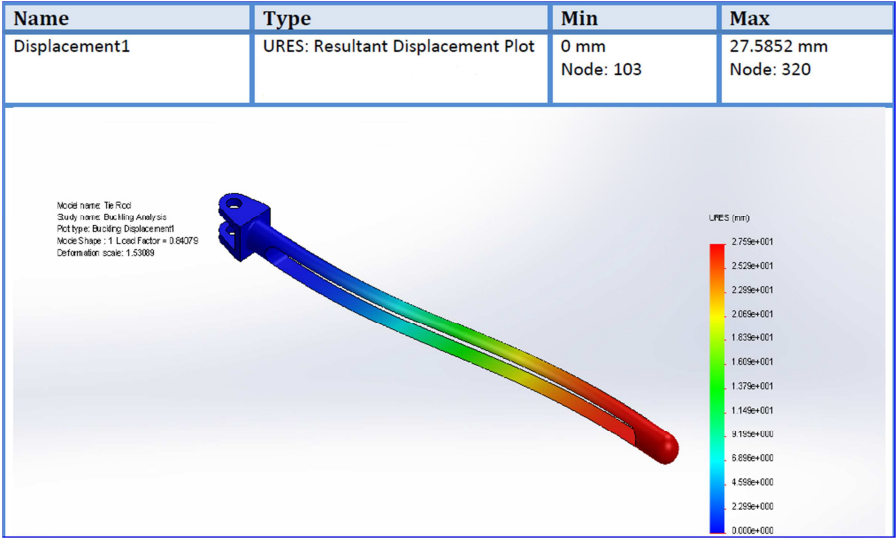 Name Type Min Max
Displacement1 URES: Resultant Displacement Plot 0 mm 27.5852 mm
Node: 103 Node: 320
Model name: Tie Rod
Study name: Buckling Analysis
Plot type: Buckling Displacement1
Mode Shape : 1 Load Factor = 0.84079
Deformation scale: 1.53089
URES (mm)
2.759e+001
2.529e+001
2.299e+001
2.069e+001
1.839e+001
1.609e+001
1.379e+001
1.149e+001
9.195e+000
6.896e+000
4.598e+000
2.299e+000
0.000e+000